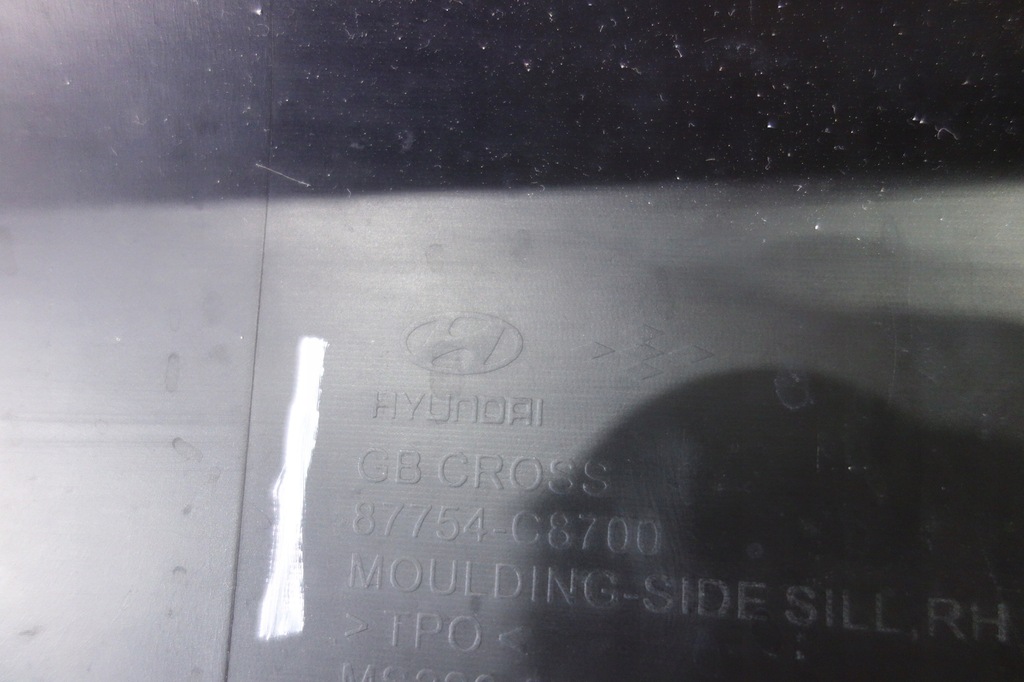 HYUNDAI
GB CROSS
87754-C8700
MOULDING-SIDE SILL,RH
> TPO <